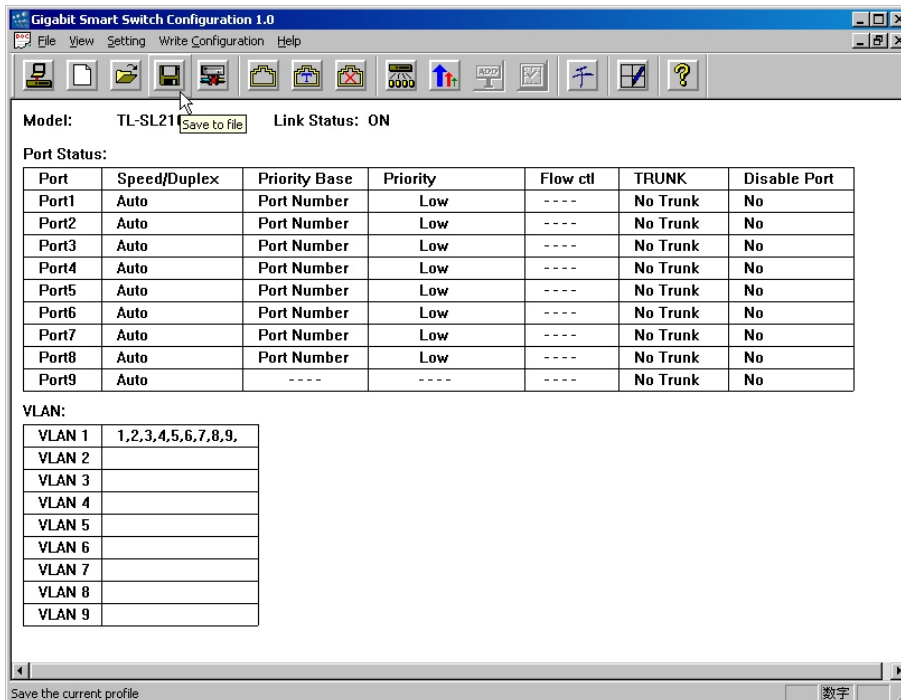 Gigabit Smart Switch Configuration 1.0
File View Setting Write Configuration Help
ADD
千
Model: TL-SL210 Link Status: ON
Save to file
Port Status:
Port Speed/Duplex Priority Base Priority Flow ctl TRUNK Disable Port
Port1 Auto Port Number Low ---- No Trunk No
Port2 Auto Port Number Low ---- No Trunk No
Port3 Auto Port Number Low ---- No Trunk No
Port4 Auto Port Number Low ---- No Trunk No
Port5 Auto Port Number Low ---- No Trunk No
Port6 Auto Port Number Low ---- No Trunk No
Port7 Auto Port Number Low ---- No Trunk No
Port8 Auto Port Number Low ---- No Trunk No
Port9 Auto ---- ---- ---- No Trunk No
VLAN:
VLAN 1 1,2,3,4,5,6,7,8,9,
VLAN 2
VLAN 3
VLAN 4
VLAN 5
VLAN 6
VLAN 7
VLAN 8
VLAN 9
Save the current profile 数字